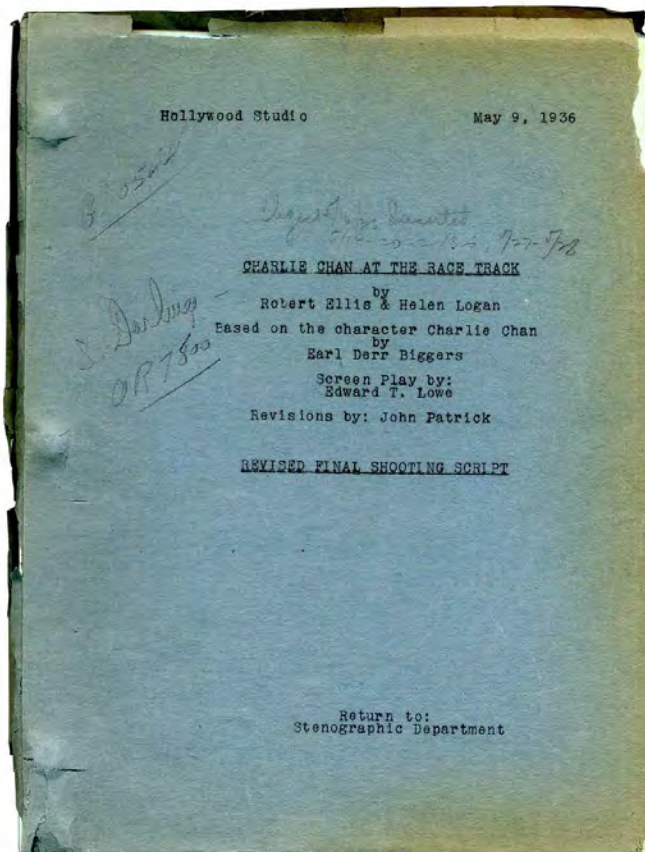 Hollywood Studio May 9, 1936
CHARLIE CHAN AT THE RACE TRACK
by
Robert Ellis & Helen Logan
Based on the character Charlie Chan
by
Earl Derr Biggers
Screen Play by:
Edward T. Lowe
Revisions by: John Patrick
REVISED FINAL SHOOTING SCRIPT
OR 7800
Return to:
Stenographic Department